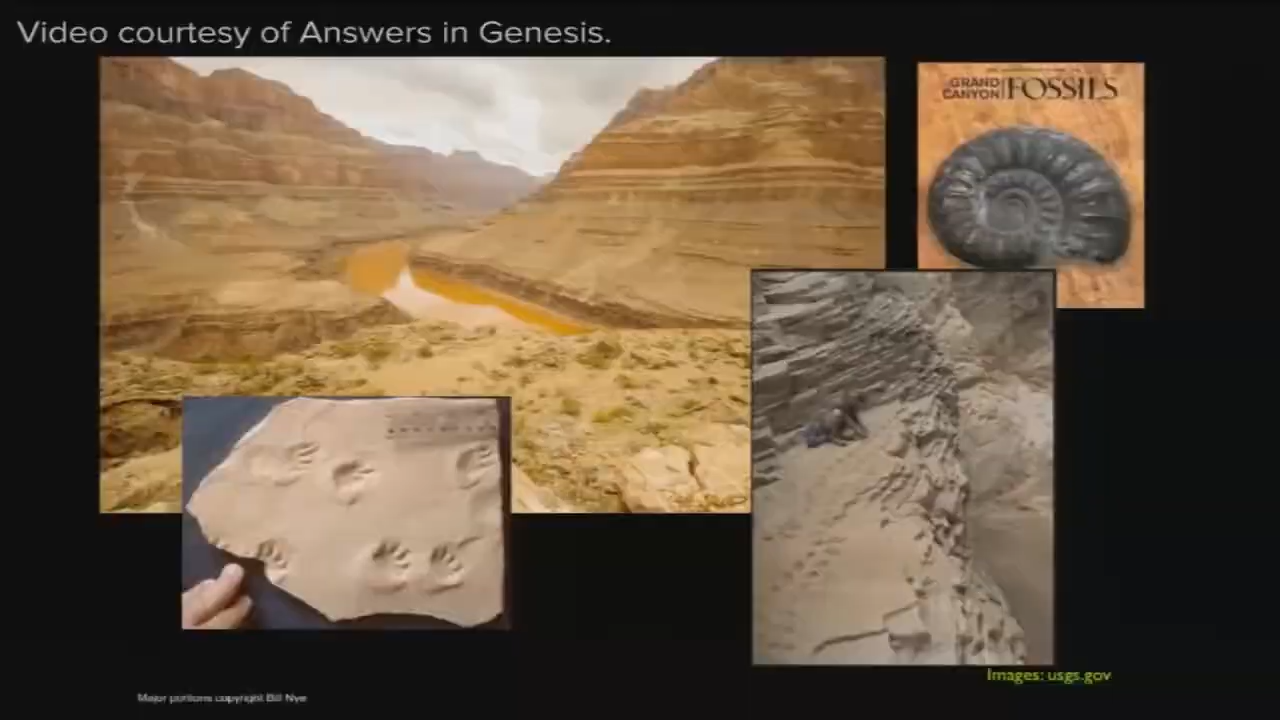 Video courtesy of Answers in Genesis.
GRAND
CANYON
FOSSILS
Images: usgs.gov
Major portions copyright Bill Nye